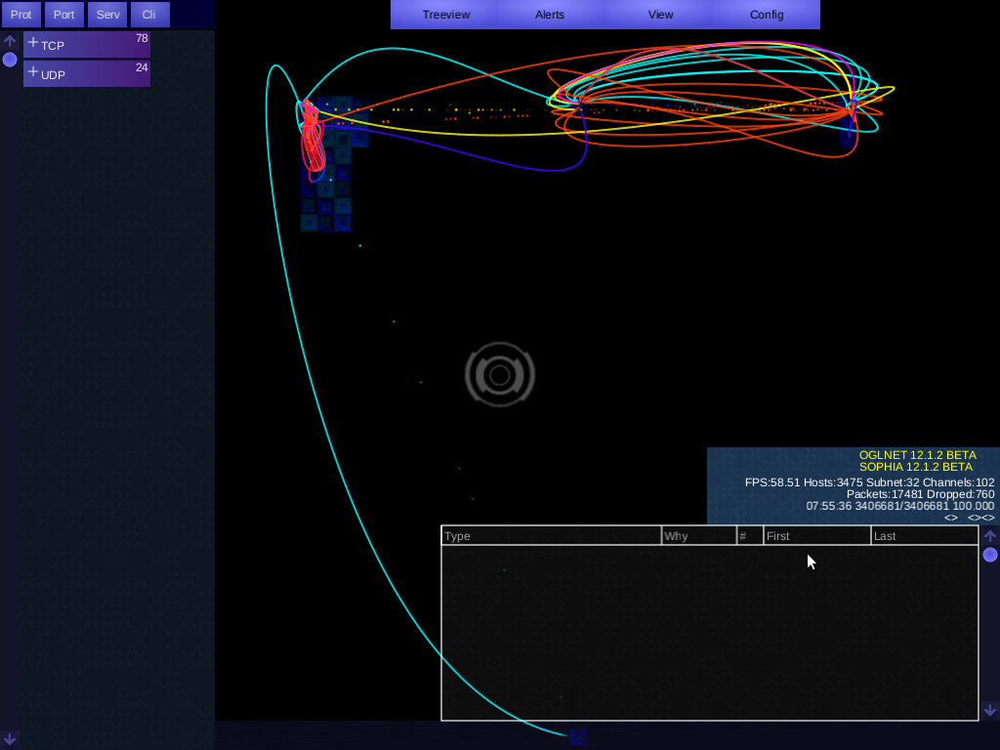 Prot Port Serv Cli
Treeview Alerts View Config
+ TCP 78
+ UDP 24
OGLNET 12.1.2 BETA
SOPHIA 12.1.2 BETA
FPS:58.51 Hosts:3475 Subnet:32 Channels:102
Packets:17481 Dropped:760
07:55:36 3406681/3406681 100.000
<> <><>
Type Why # First Last